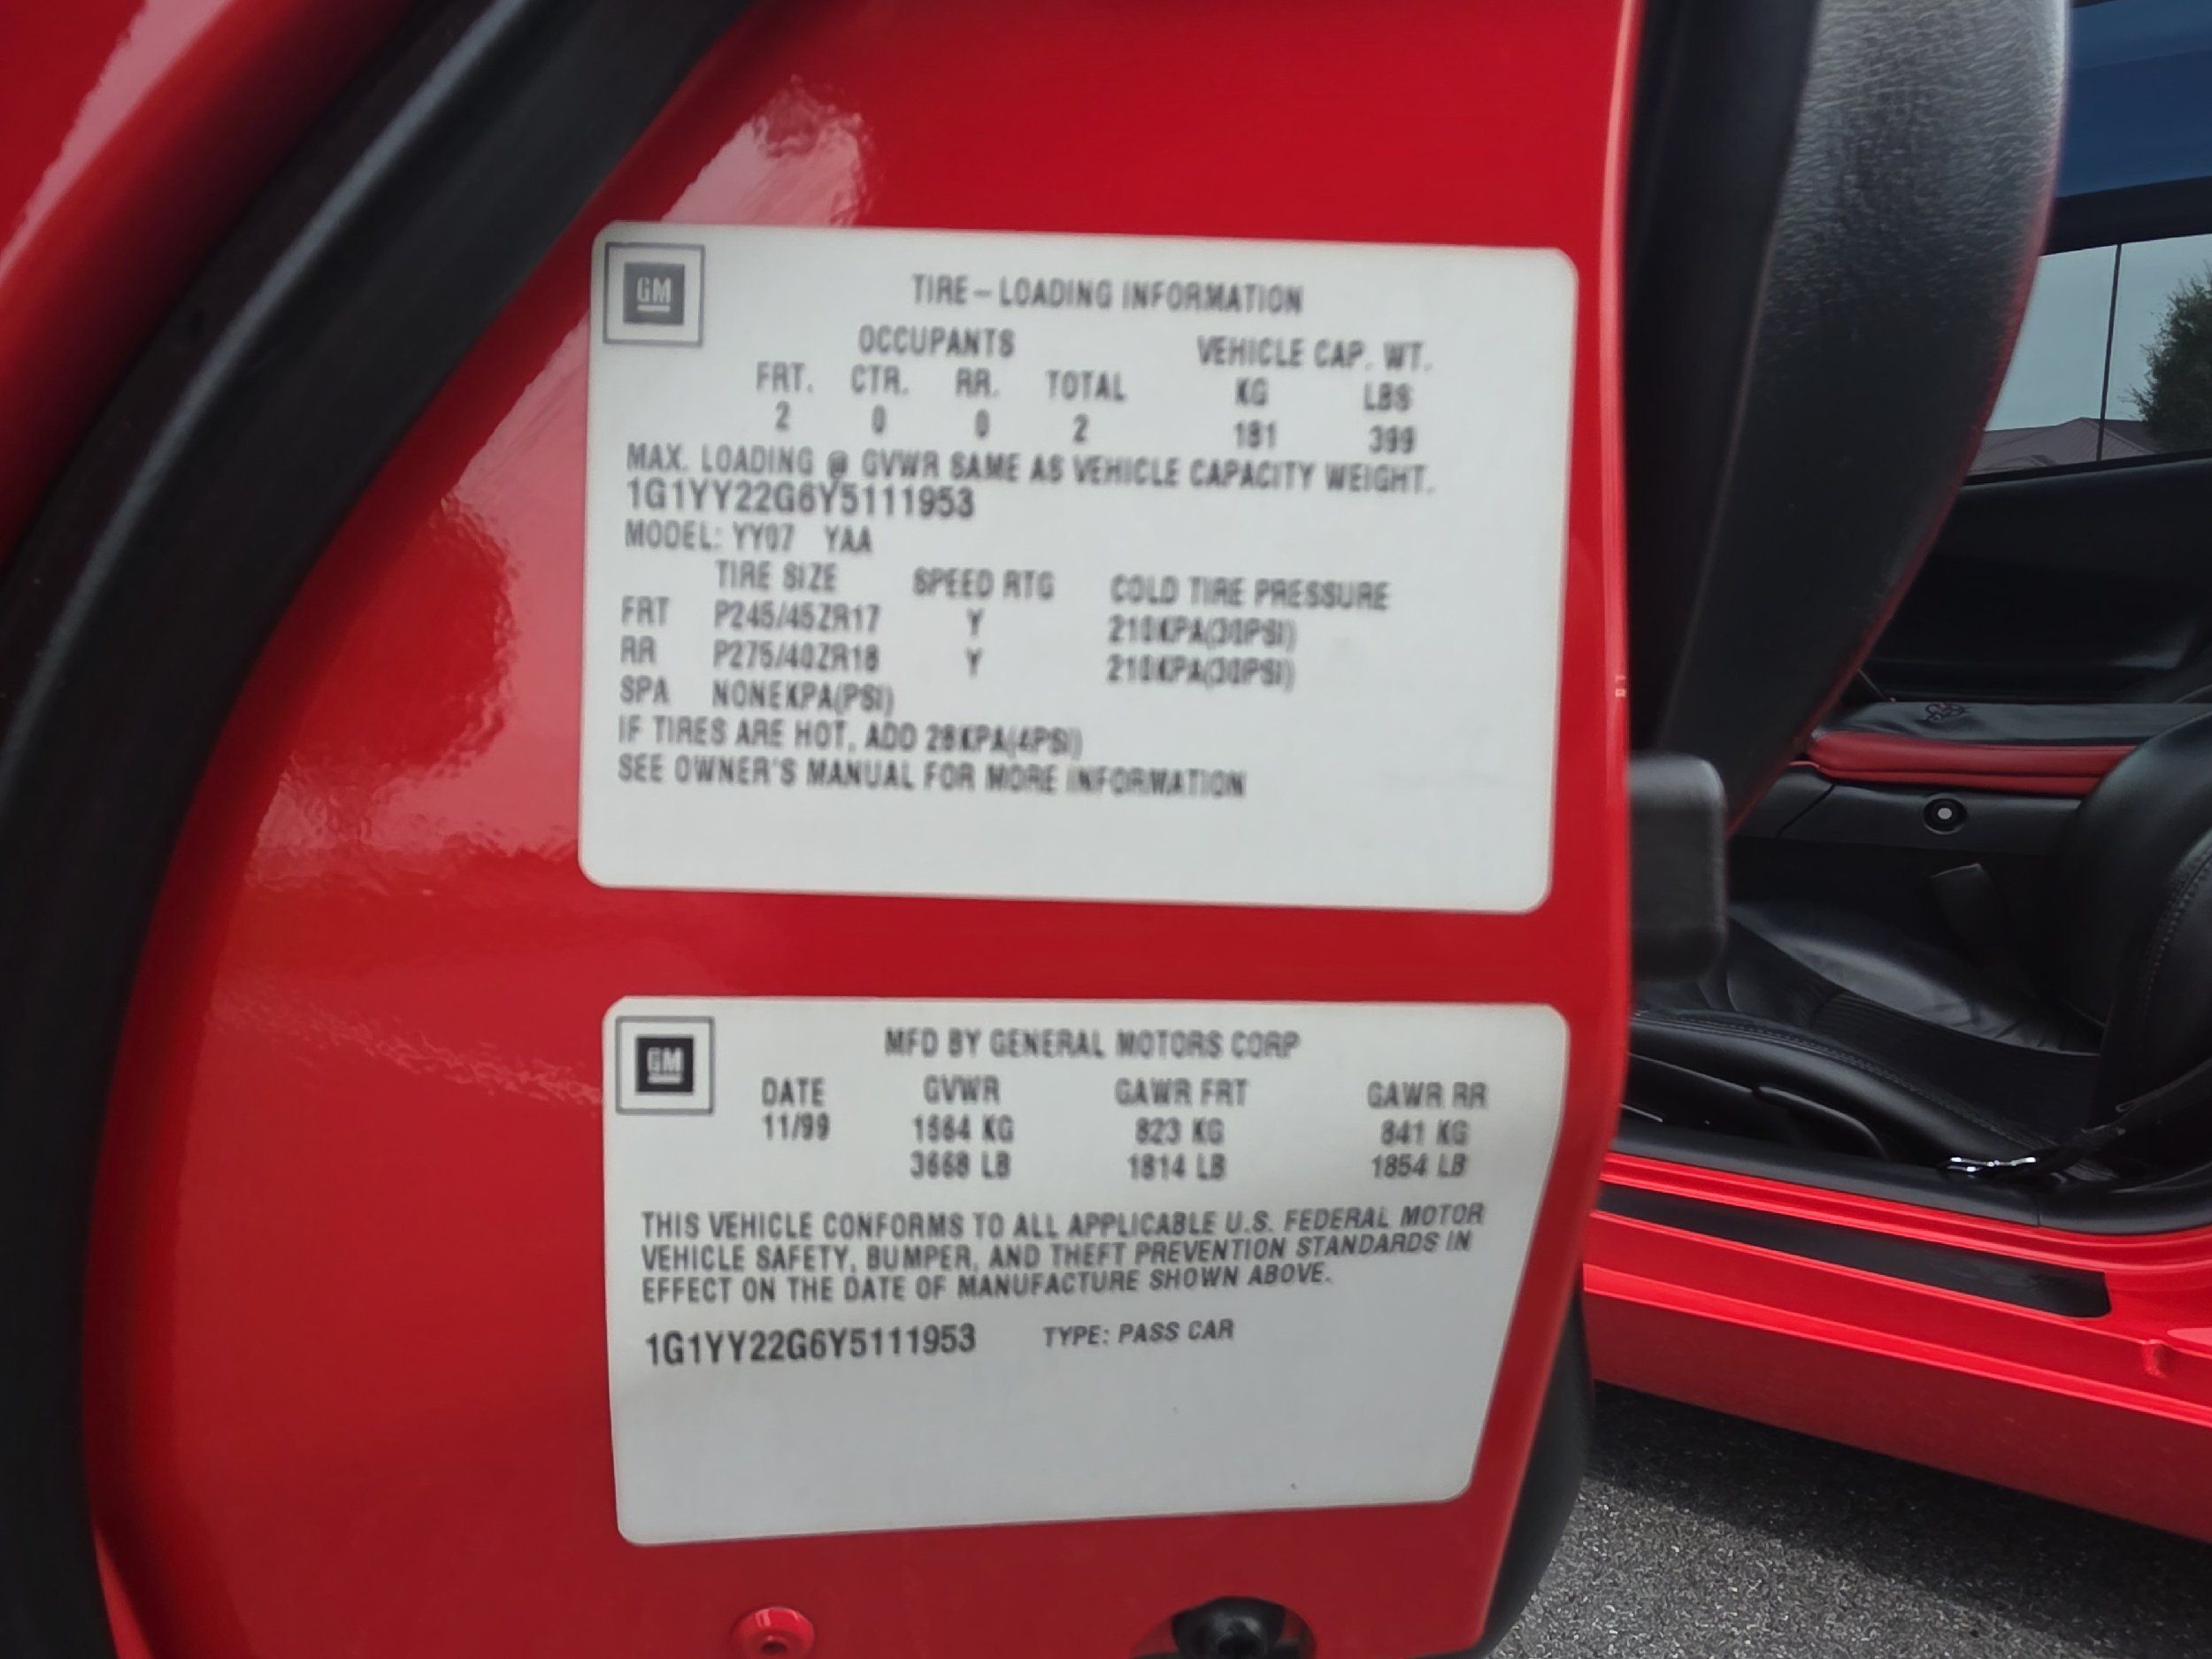 GM
TIRE-LOADING INFORMATION
OCCUPANTS VEHICLE CAP. WT.
FRT. CTR. RR. TOTAL KG LBS
2 0 0 2 181 399
MAX. LOADING @ GVWR SAME AS VEHICLE CAPACITY WEIGHT.
1G1YY22G6Y5111953
MODEL: YY07 YAA
TIRE SIZE SPEED RTG COLD TIRE PRESSURE
FRT P245/45ZR17 Y 210KPA(30PSI)
RR P275/40ZR18 Y 210KPA(30PSI)
SPA NONEKPA(PSI)
IF TIRES ARE HOT, ADD 28KPA(4PSI)
SEE OWNER'S MANUAL FOR MORE INFORMATION
GM
MFD BY GENERAL MOTORS CORP
DATE GVWR GAWR FRT GAWR RR
11/99 1664 KG 823 KG 841 KG
3668 LB 1814 LB 1854 LB
THIS VEHICLE CONFORMS TO ALL APPLICABLE U.S. FEDERAL MOTOR
VEHICLE SAFETY, BUMPER, AND THEFT PREVENTION STANDARDS IN
EFFECT ON THE DATE OF MANUFACTURE SHOWN ABOVE.
1G1YY22G6Y5111953 TYPE: PASS CAR